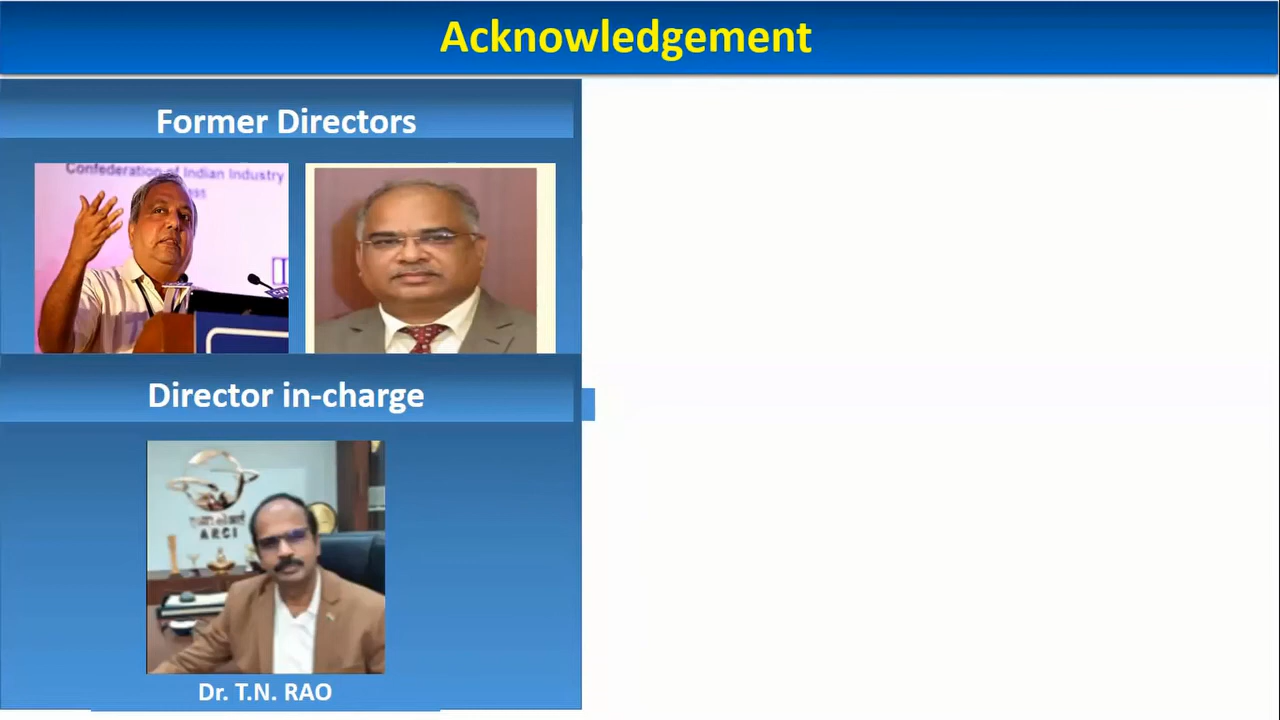 Acknowledgement
Former Directors
Confederation of Indian Industry
Director in-charge
ARCI
Dr. T.N. RAO